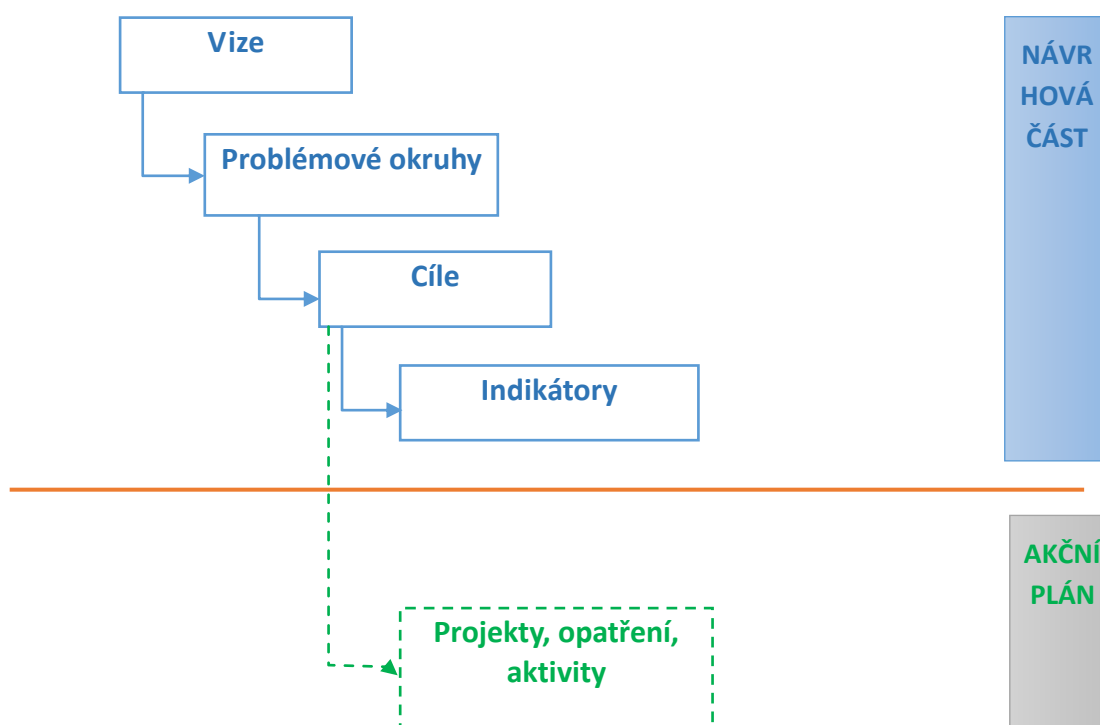 Vize
NÁVR
HOVÁ
ČÁST
Problémové okruhy
Cíle
Indikátory
AKČNÍ
PLÁN
Projekty, opatření,
aktivity